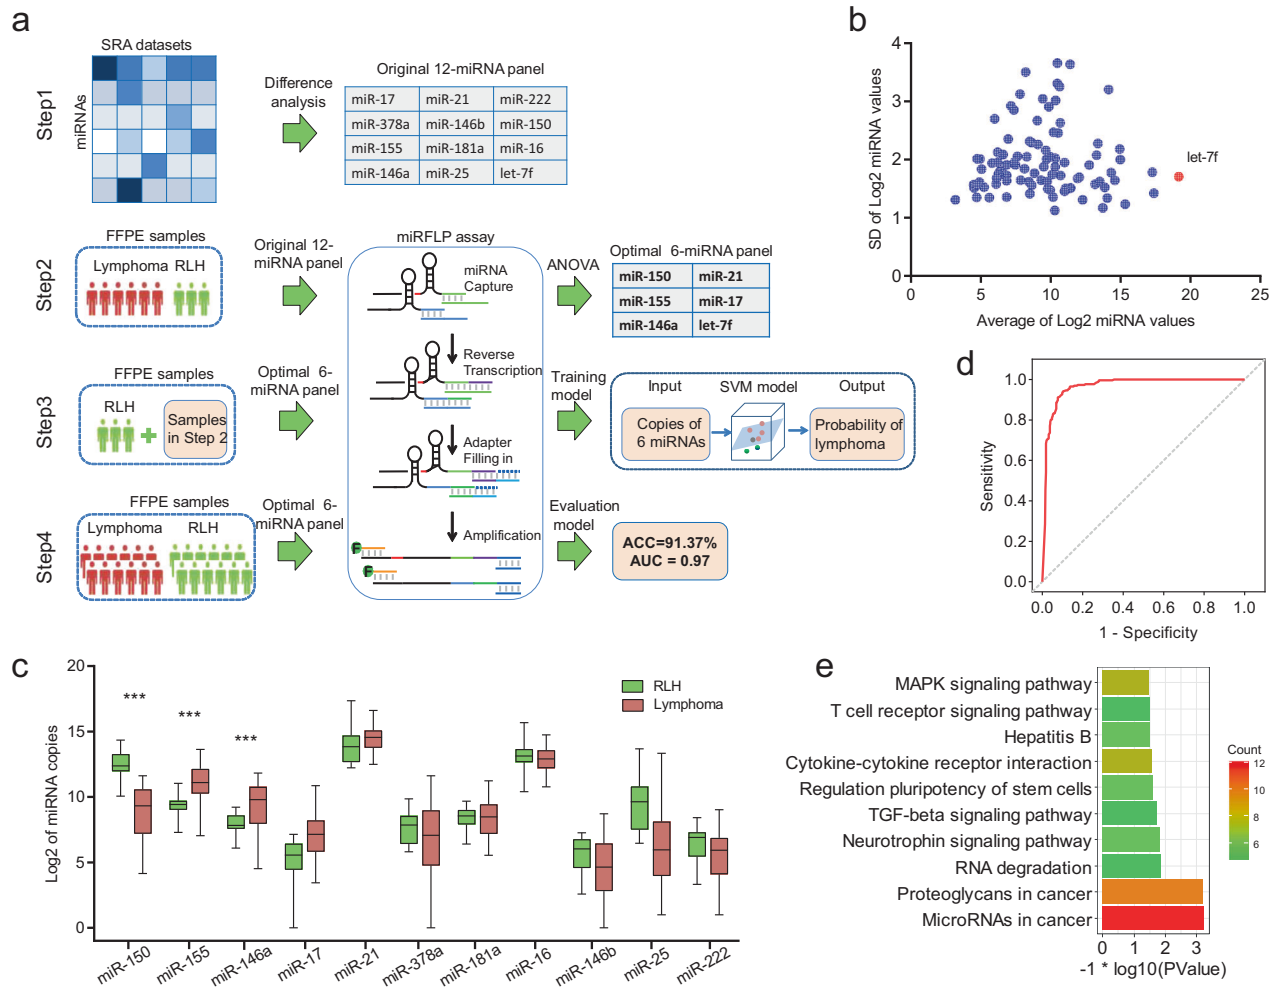 a
SRA datasets
Step1
miRNAs
Difference
analysis
Original 12-miRNA panel
miR-17 miR-21 miR-222
miR-378a miR-146b miR-150
miR-155 miR-181a miR-16
miR-146a miR-25 let-7f
Step2
FFPE samples
Lymphoma RLH
Original 12-
miRNA panel
miRFLP assay
miRNA
Capture
Reverse
Transcription
Adapter
Filling in
Amplification
F
F
ANOVA
Optimal 6-miRNA panel
miR-150 miR-21
miR-155 miR-17
miR-146a let-7f
Step3
FFPE samples
RLH
+
Samples
in Step 2
Optimal 6-
miRNA panel
Training
model
Input SVM model Output
Copies of
6 miRNAs
Probability of
lymphoma
Step4
FFPE samples
Lymphoma RLH
Optimal 6-
miRNA panel
Evaluation
model
ACC=91.37%
AUC = 0.97
b
SD of Log2 miRNA values
4
3
2
1
0
let-7f
0 5 10 15 20 25
Average of Log2 miRNA values
d
Sensitivity
1.0
0.8
0.6
0.4
0.2
0.0
0.0 0.2 0.4 0.6 0.8 1.0
1 - Specificity
c
Log2 of miRNA copies
20
15
10
5
0
***
***
***
RLH
Lymphoma
miR-150 miR-155 miR-146a miR-17 miR-21 miR-378a miR-181a miR-16 miR-146b miR-25 miR-222
e
MAPK signaling pathway
T cell receptor signaling pathway
Hepatitis B
Cytokine-cytokine receptor interaction
Regulation pluripotency of stem cells
TGF-beta signaling pathway
Neurotrophin signaling pathway
RNA degradation
Proteoglycans in cancer
MicroRNAs in cancer
0 1 2 3
-1 * log10(PValue)
Count
12
10
8
6